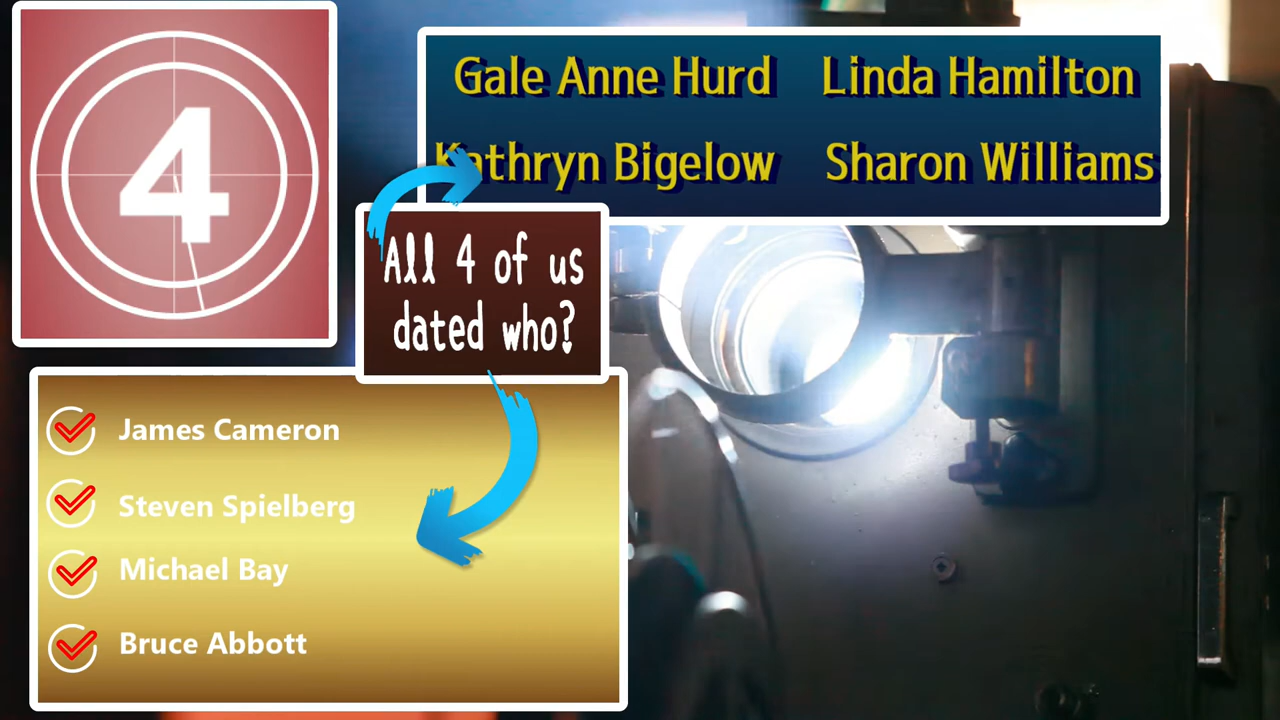 4
Gale Anne Hurd
Linda Hamilton
Kathryn Bigelow
Sharon Williams
All 4 of us
dated who?
James Cameron
Steven Spielberg
Michael Bay
Bruce Abbott